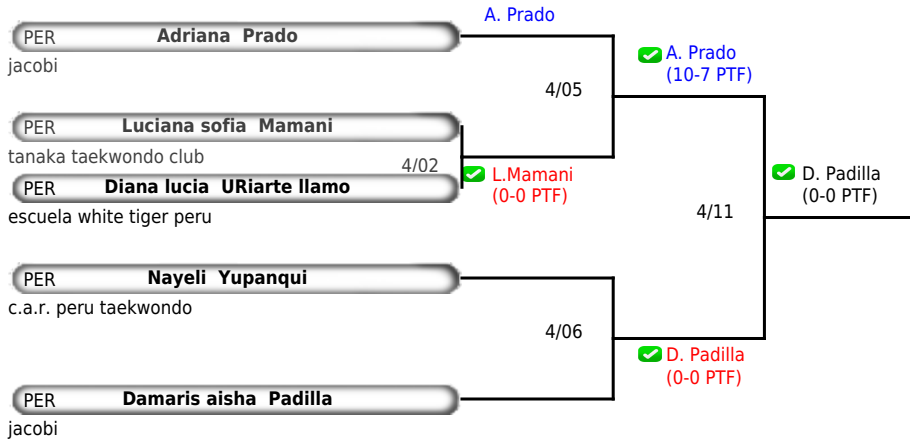 A. Prado
PER Adriana Prado
jacobi
A. Prado
(10-7 PTF)
4/05
PER Luciana sofia Mamani
tanaka taekwondo club
4/02
L.Mamani
(0-0 PTF)
D. Padilla
(0-0 PTF)
PER Diana lucia URiarte llamo
escuela white tiger peru
4/11
PER Nayeli Yupanqui
c.a.r. peru taekwondo
4/06
D. Padilla
(0-0 PTF)
PER Damaris aisha Padilla
jacobi